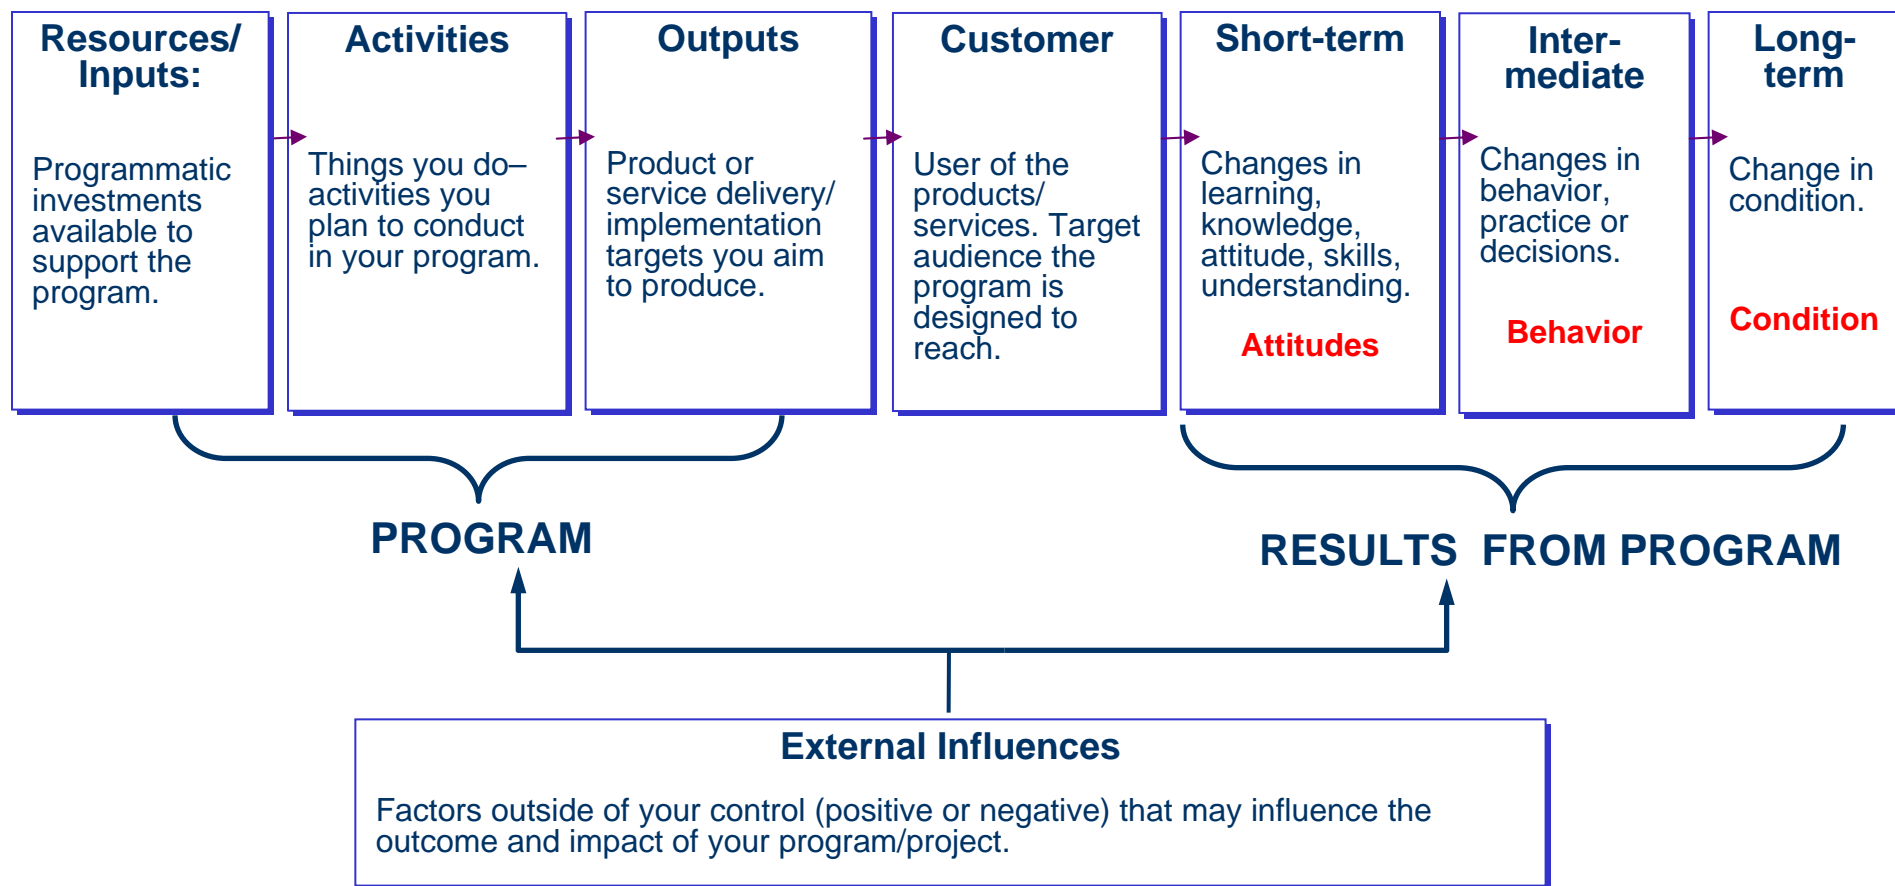 Resources/
Inputs:
Programmatic
investments
available to
support the
program.
Activities
Things you do–
activities you
plan to conduct
in your program.
Outputs
Product or
service delivery/
implementation
targets you aim
to produce.
Customer
User of the
products/
services. Target
audience the
program is
designed to
reach.
Short-term
Changes in
learning,
knowledge,
attitude, skills,
understanding.
Attitudes
Inter-
mediate
Changes in
behavior,
practice or
decisions.
Behavior
Long-
term
Change in
condition.
Condition
PROGRAM
RESULTS FROM PROGRAM
External Influences
Factors outside of your control (positive or negative) that may influence the
outcome and impact of your program/project.